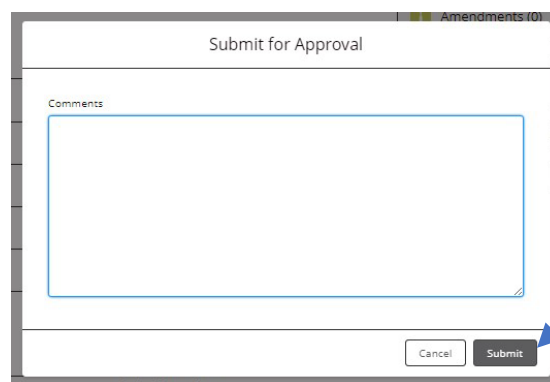 Amendments (0)
Submit for Approval
Comments
Cancel
Submit